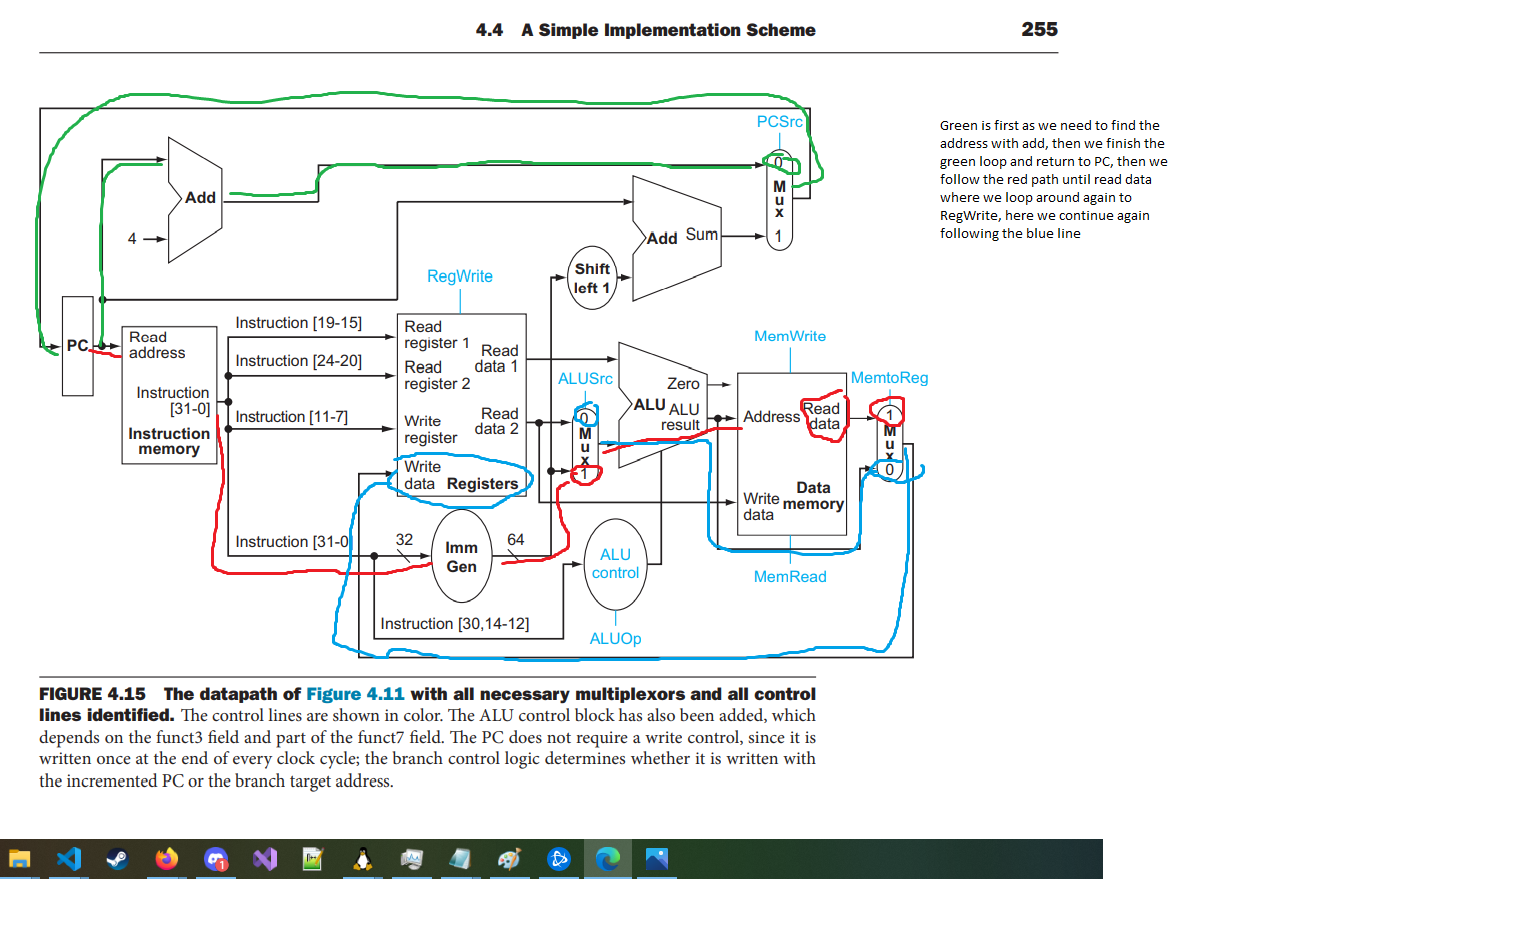 4.4 A Simple Implementation Scheme 255
PCSrc
Green is first as we need to find the
address with add, then we finish the
green loop and return to PC, then we
follow the red path until read data
where we loop around again to
RegWrite, here we continue again
following the blue line
0
M
u
x
1
Add
4
Add Sum
Shift
left 1
RegWrite
PC
Read
address
Instruction
[31-0]
Instruction
memory
Instruction [19-15]
Instruction [24-20]
Instruction [11-7]
Read
register 1
Read
data 1
Read
register 2
Write
register
Read
data 2
Write
data Registers
ALUSrc
0
M
u
x
1
Zero
ALU ALU
result
MemWrite
MemtoReg
Address Read
data
Write
data
Data
memory
1
M
u
x
0
Instruction [31-0
32
Imm
Gen
64
ALU
control
MemRead
Instruction [30,14-12]
ALUOp
FIGURE 4.15 The datapath of Figure 4.11 with all necessary multiplexors and all control
lines identified. The control lines are shown in color. The ALU control block has also been added, which
depends on the funct3 field and part of the funct7 field. The PC does not require a write control, since it is
written once at the end of every clock cycle; the branch control logic determines whether it is written with
the incremented PC or the branch target address.
1